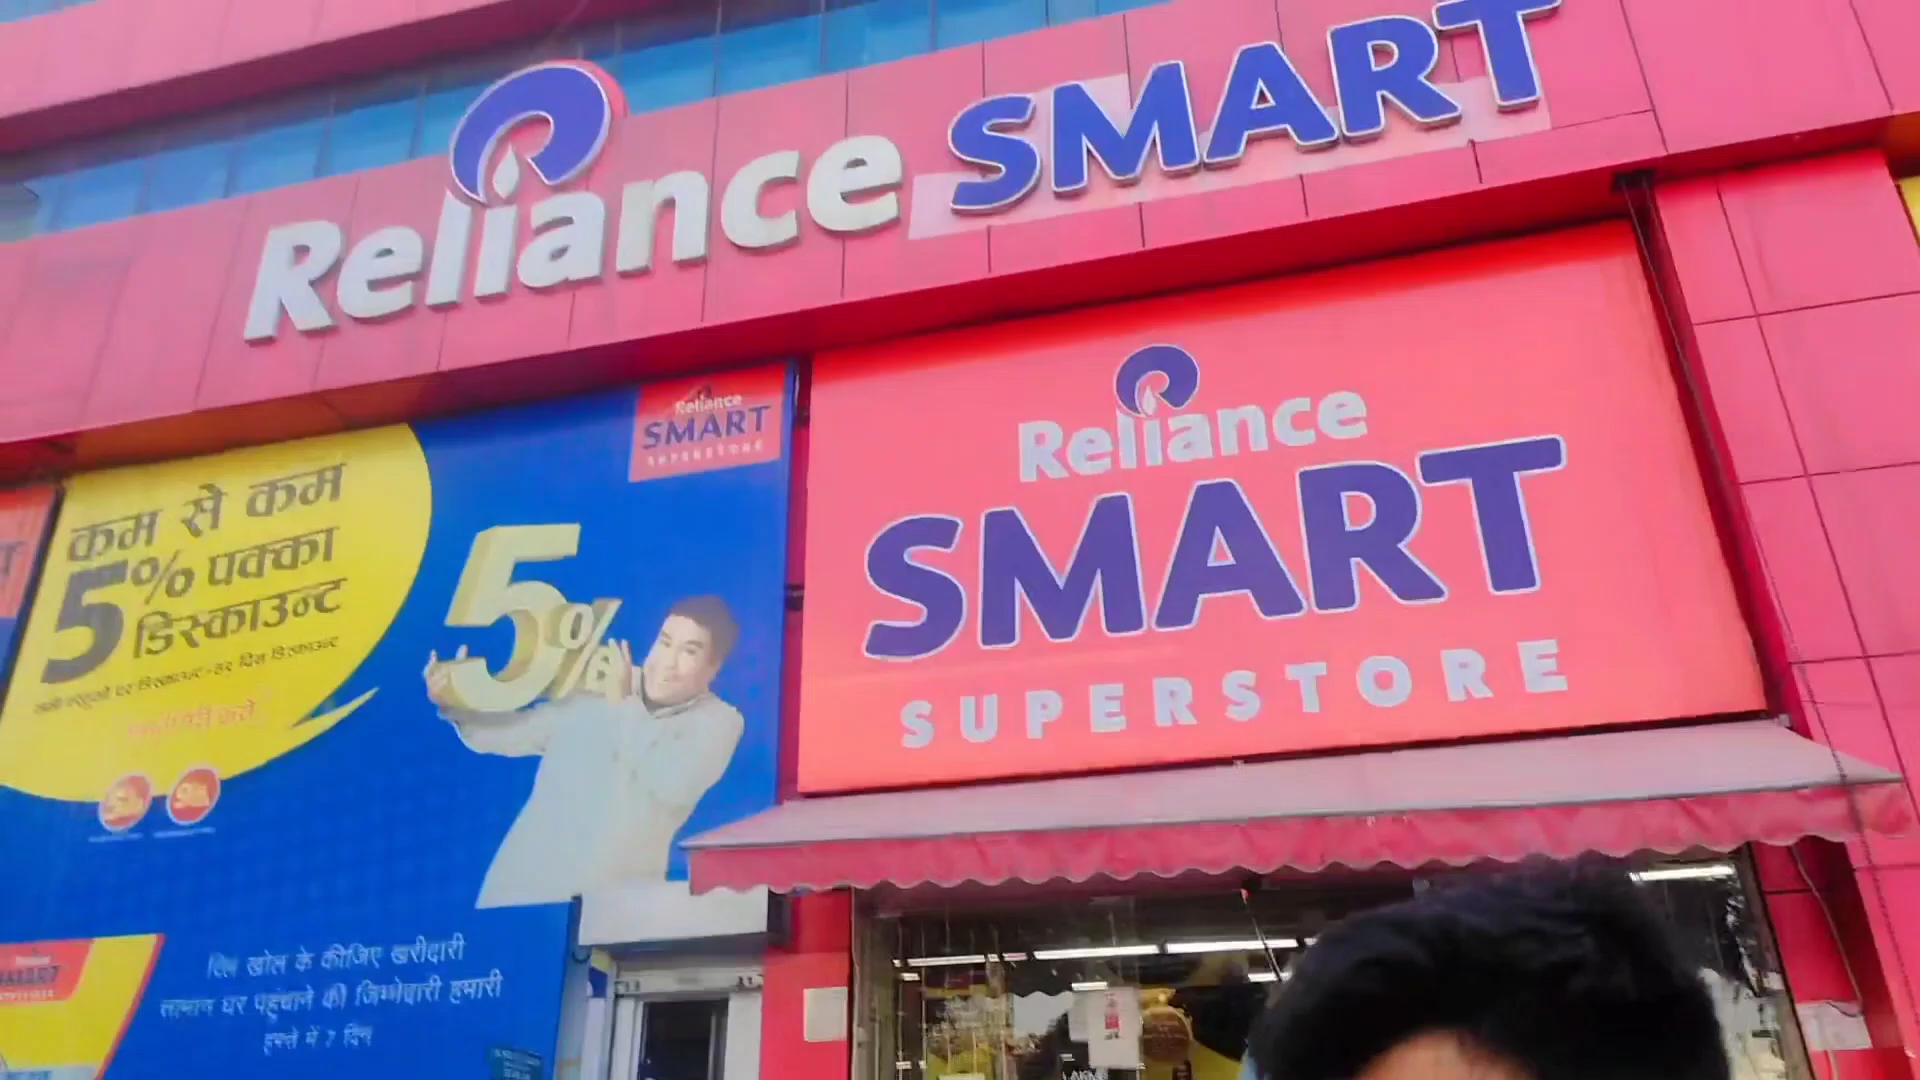 Reliance SMART
Reliance
SMART
SUPERSTORE
Reliance
SMART
SUPERSTORE
कम से कम
5% पक्का
डिस्काउन्ट
5%
दिल खोल के कीजिए खरीदारी
सामान घर पहुंचाने की जिम्मेदारी हमारी
हफ्ते में 7 दिन